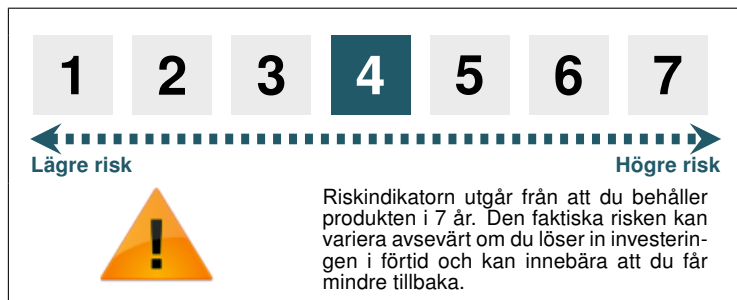 1 2 3 4 5 6 7
Lägre risk Högre risk
!
Riskindikatorn utgår från att du behåller
produkten i 7 år. Den faktiska risken kan
variera avsevärt om du löser in investerin-
gen i förtid och kan innebära att du får
mindre tillbaka.